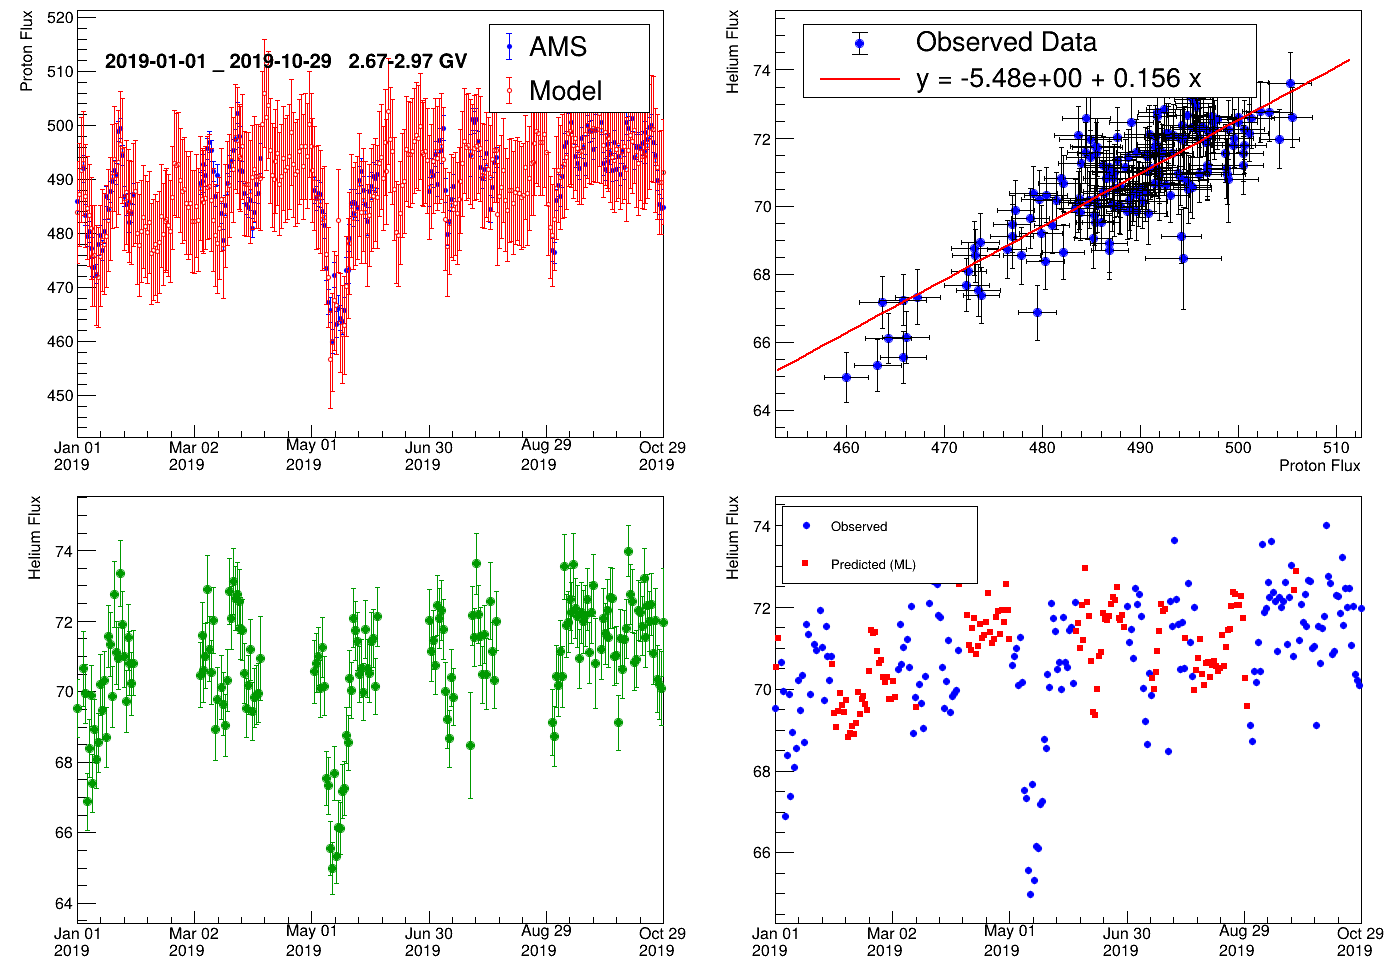 Proton Flux
520
510
500
490
480
470
460
450
2019-01-01 _ 2019-10-29 2.67-2.97 GV
AMS
Model
Jan 01
2019
Mar 02
2019
May 01
2019
Jun 30
2019
Aug 29
2019
Oct 29
2019
Helium Flux
74
72
70
68
66
64
Observed Data
y = -5.48e+00 + 0.156 x
460
470
480
490
500
510
Proton Flux
Helium Flux
74
72
70
68
66
64
Jan 01
2019
Mar 02
2019
May 01
2019
Jun 30
2019
Aug 29
2019
Oct 29
2019
Helium Flux
74
72
70
68
66
Observed
Predicted (ML)
Jan 01
2019
Mar 02
2019
May 01
2019
Jun 30
2019
Aug 29
2019
Oct 29
2019